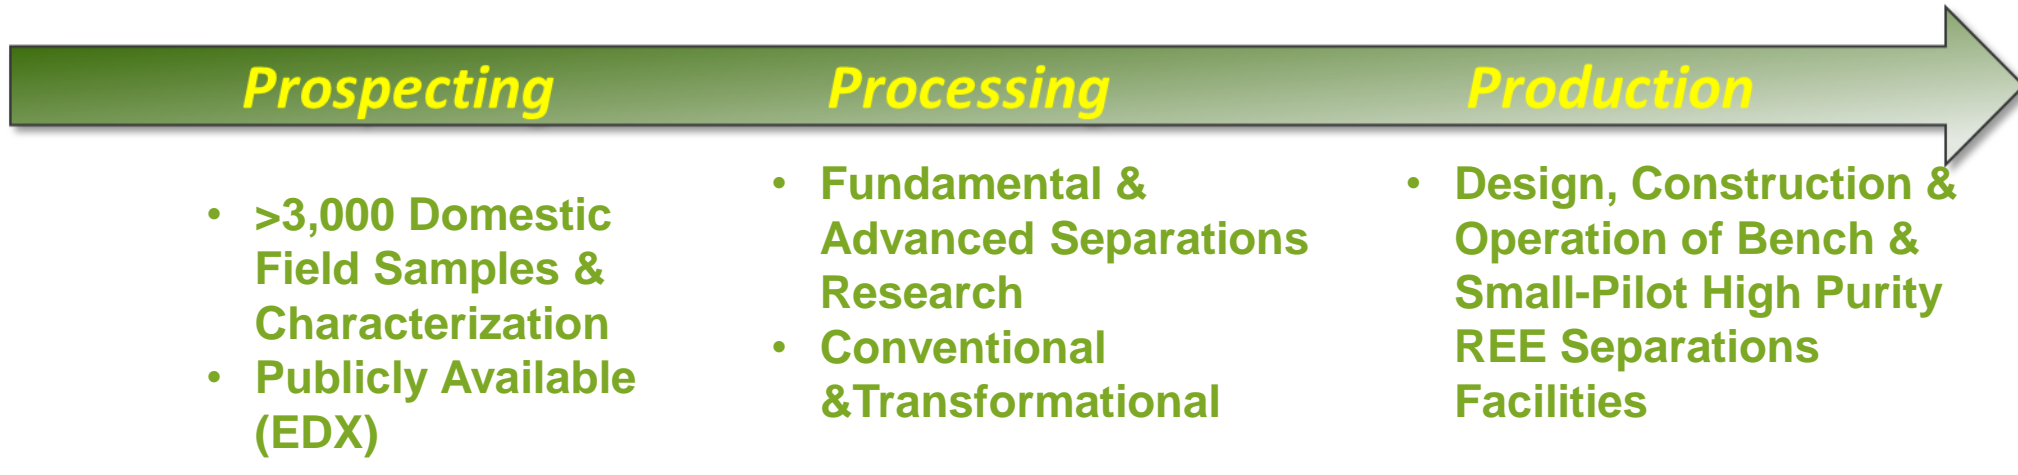 Prospecting Processing Production
• >3,000 Domestic
Field Samples &
Characterization
• Publicly Available
(EDX)
• Fundamental &
Advanced Separations
Research
• Conventional
&Transformational
• Design, Construction &
Operation of Bench &
Small-Pilot High Purity
REE Separations
Facilities